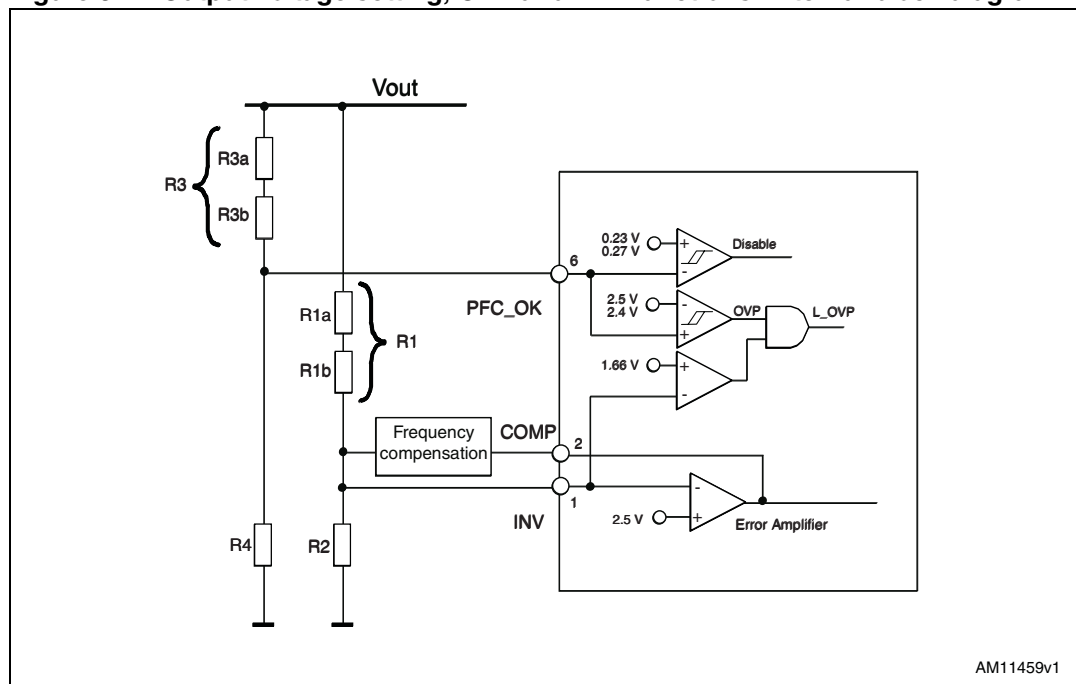 Vout
R3
R3a
R3b
R1a
R1b
R1
R4
R2
Frequency
compensation
COMP
PFC_OK
INV
6
2
1
0.23 V
0.27 V
Disable
2.5 V
2.4 V
OVP
L_OVP
1.66 V
2.5 V
Error Amplifier
+
-
-
+
+
-
-
+
AM11459v1